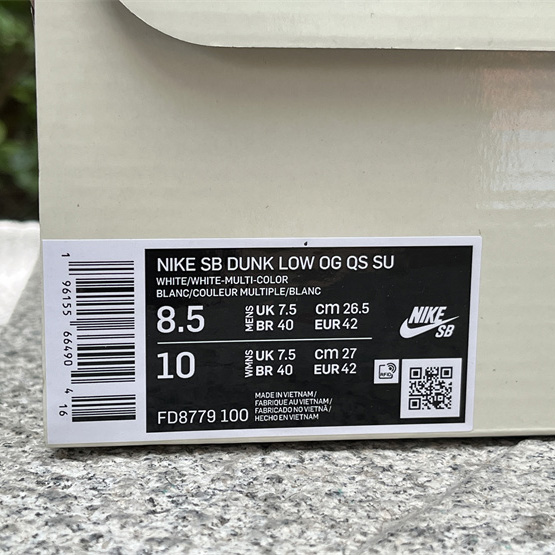 NIKE SB DUNK LOW OG QS SU
WHITE/WHITE-MULTI-COLOR
BLANC/COULEUR MULTIPLE/BLANC
8.5 MENS UK 7.5 cm 26.5
BR 40 EUR 42
10 WMNS UK 7.5 cm 27
BR 40 EUR 42
FD8779 100
MADE IN VIETNAM/
FABRIQUE AU VIETNAM/
FABRICADO NO VIETNÃ/
HECHO EN VIETNAM
NIKE
SB
RFID
1 96155 66490 4 16